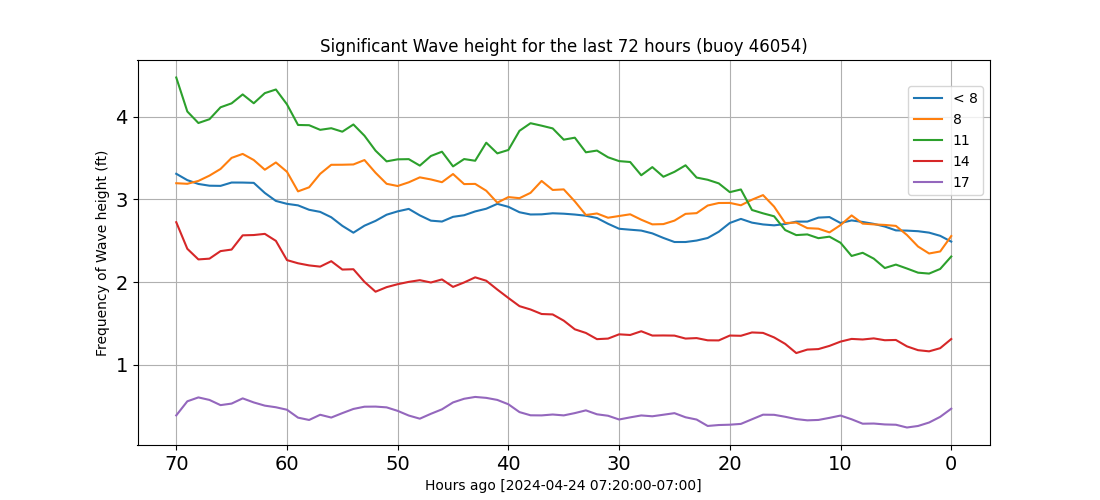 Significant Wave height for the last 72 hours (buoy 46054)
Frequency of Wave height (ft)
4
3
2
1
< 8
8
11
14
17
70 60 50 40 30 20 10 0
Hours ago [2024-04-24 07:20:00-07:00]